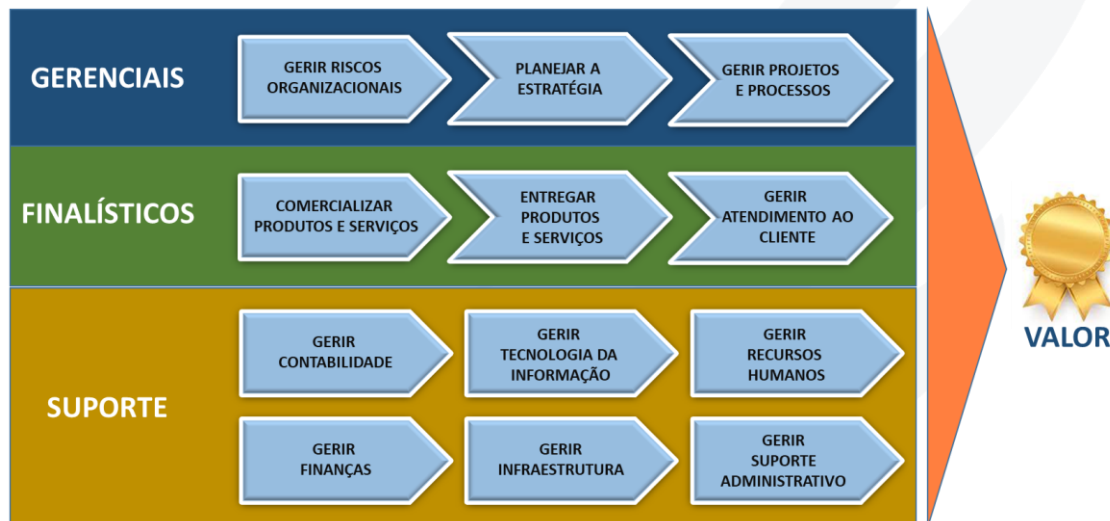 GERENCIAIS
GERIR RISCOS
ORGANIZACIONAIS
PLANEJAR A
ESTRATÉGIA
GERIR PROJETOS
E PROCESSOS
FINALÍSTICOS
COMERCIALIZAR
PRODUTOS E SERVIÇOS
ENTREGAR
PRODUTOS
E SERVIÇOS
GERIR
ATENDIMENTO AO
CLIENTE
SUPORTE
GERIR
CONTABILIDADE
GERIR
TECNOLOGIA DA
INFORMAÇÃO
GERIR
RECURSOS
HUMANOS
GERIR
FINANÇAS
GERIR
INFRAESTRUTURA
GERIR
SUPORTE
ADMINISTRATIVO
VALOR